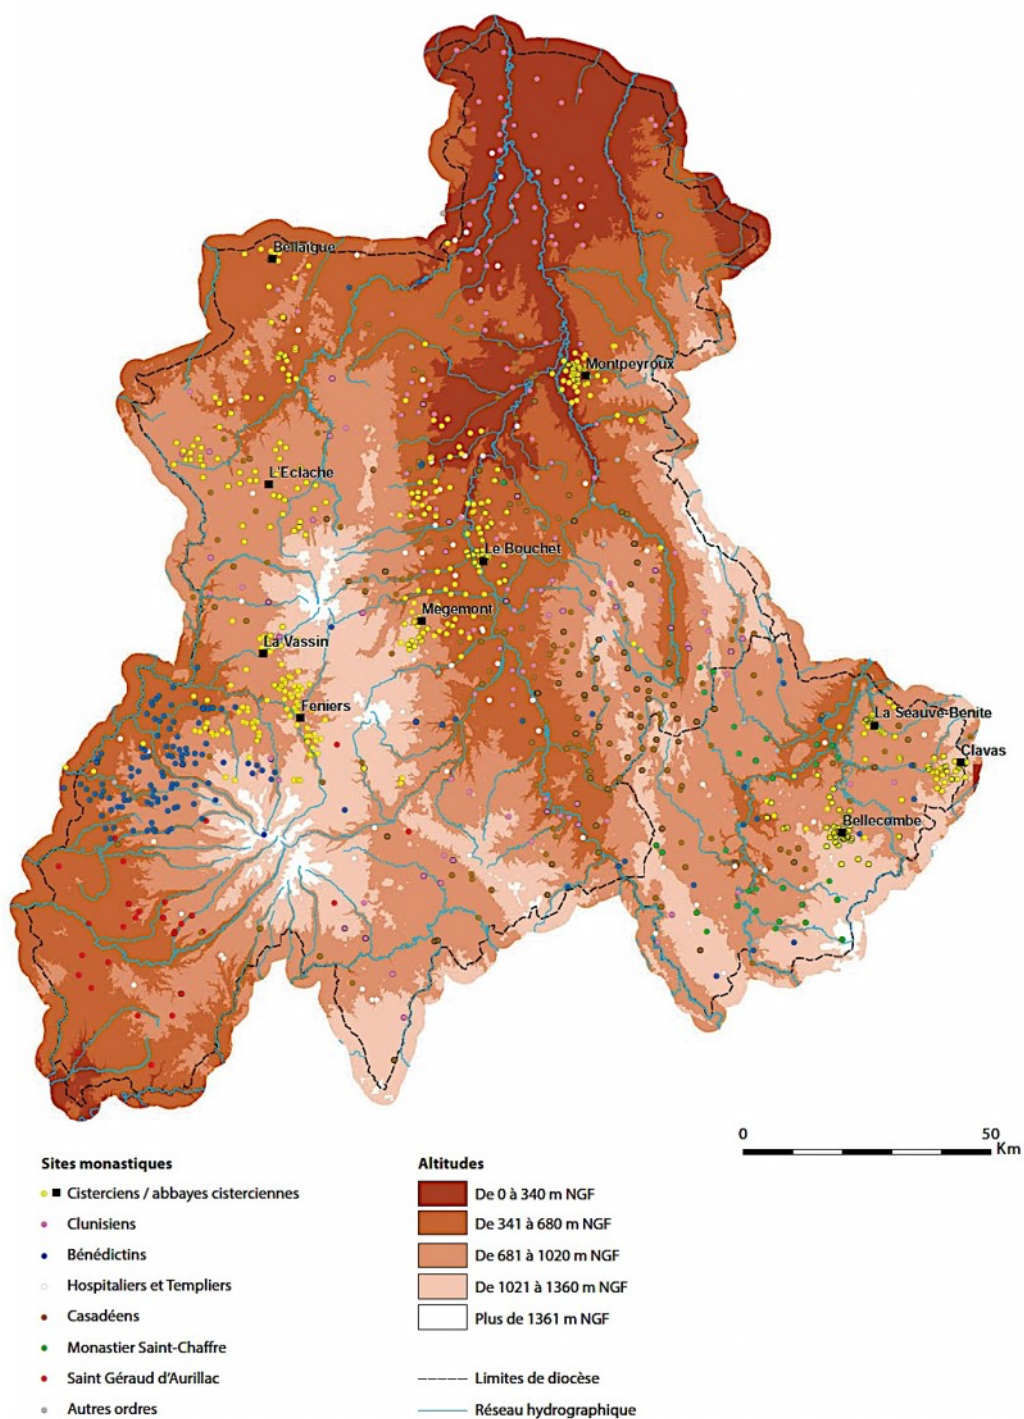 Bellaigue
Montpeyroux
L'Eclache
Le Bouchet
Megemont
La Vassin
Feniers
La Seauve-Benite
Clavas
Bellecombe
0 50
Km
Sites monastiques
Cisterciens / abbayes cisterciennes
Clunisiens
Bénédictins
Hospitaliers et Templiers
Casadéens
Monastier Saint-Chaffre
Saint Géraud d'Aurillac
Autres ordres
Altitudes
De 0 à 340 m NGF
De 341 à 680 m NGF
De 681 à 1020 m NGF
De 1021 à 1360 m NGF
Plus de 1361 m NGF
Limites de diocèse
Réseau hydrographique